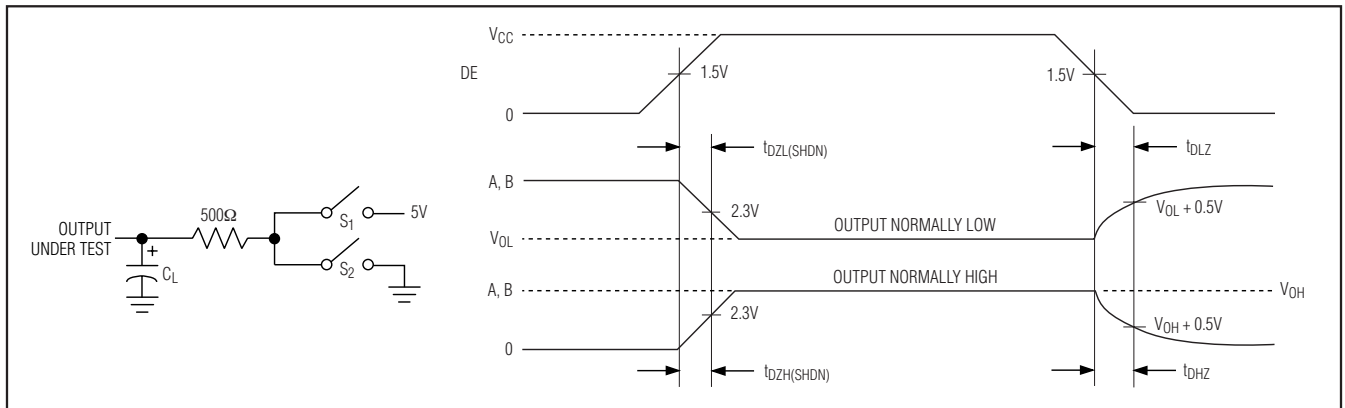 500Ω
OUTPUT
UNDER TEST
+
CL
S1
5V
S2
VCC
DE
1.5V
1.5V
0
tDZL(SHDN)
tDLZ
A, B
2.3V
VOL + 0.5V
OUTPUT NORMALLY LOW
VOL
OUTPUT NORMALLY HIGH
A, B
VOH
2.3V
VOH + 0.5V
0
tDZH(SHDN)
tDHZ